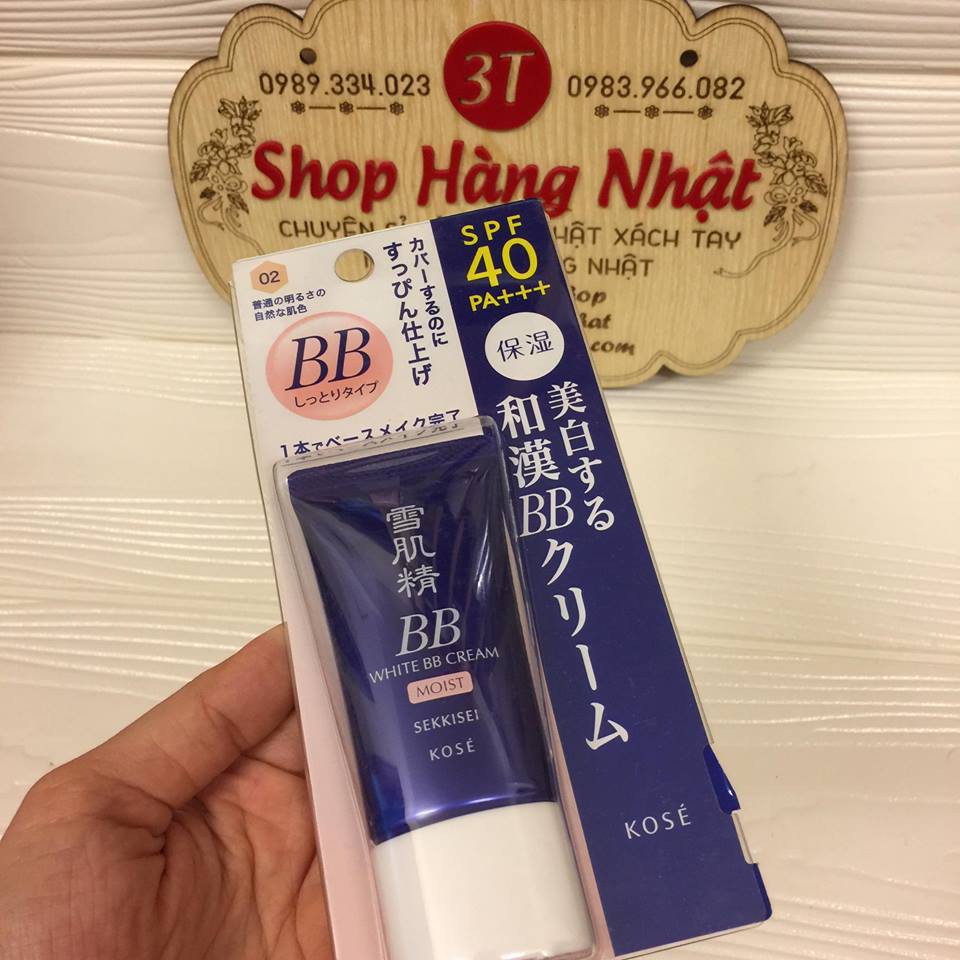 0989.334.023
3T
0983.966.082
Shop Hàng Nhật
CHUYÊN
HẬT XÁCH TAY
NHẬT
.com
02
普通の明るさの
自然な肌色
BB
しっとりタイプ
カバーするのに
すっぴん仕上げ
1本でベースメイク完了
SPF
40
PA+++
保湿
美白する
和漢BBクリーム
KOSÉ
雪肌精
BB
WHITE BB CREAM
MOIST
SEKKISEI
KOSÉ